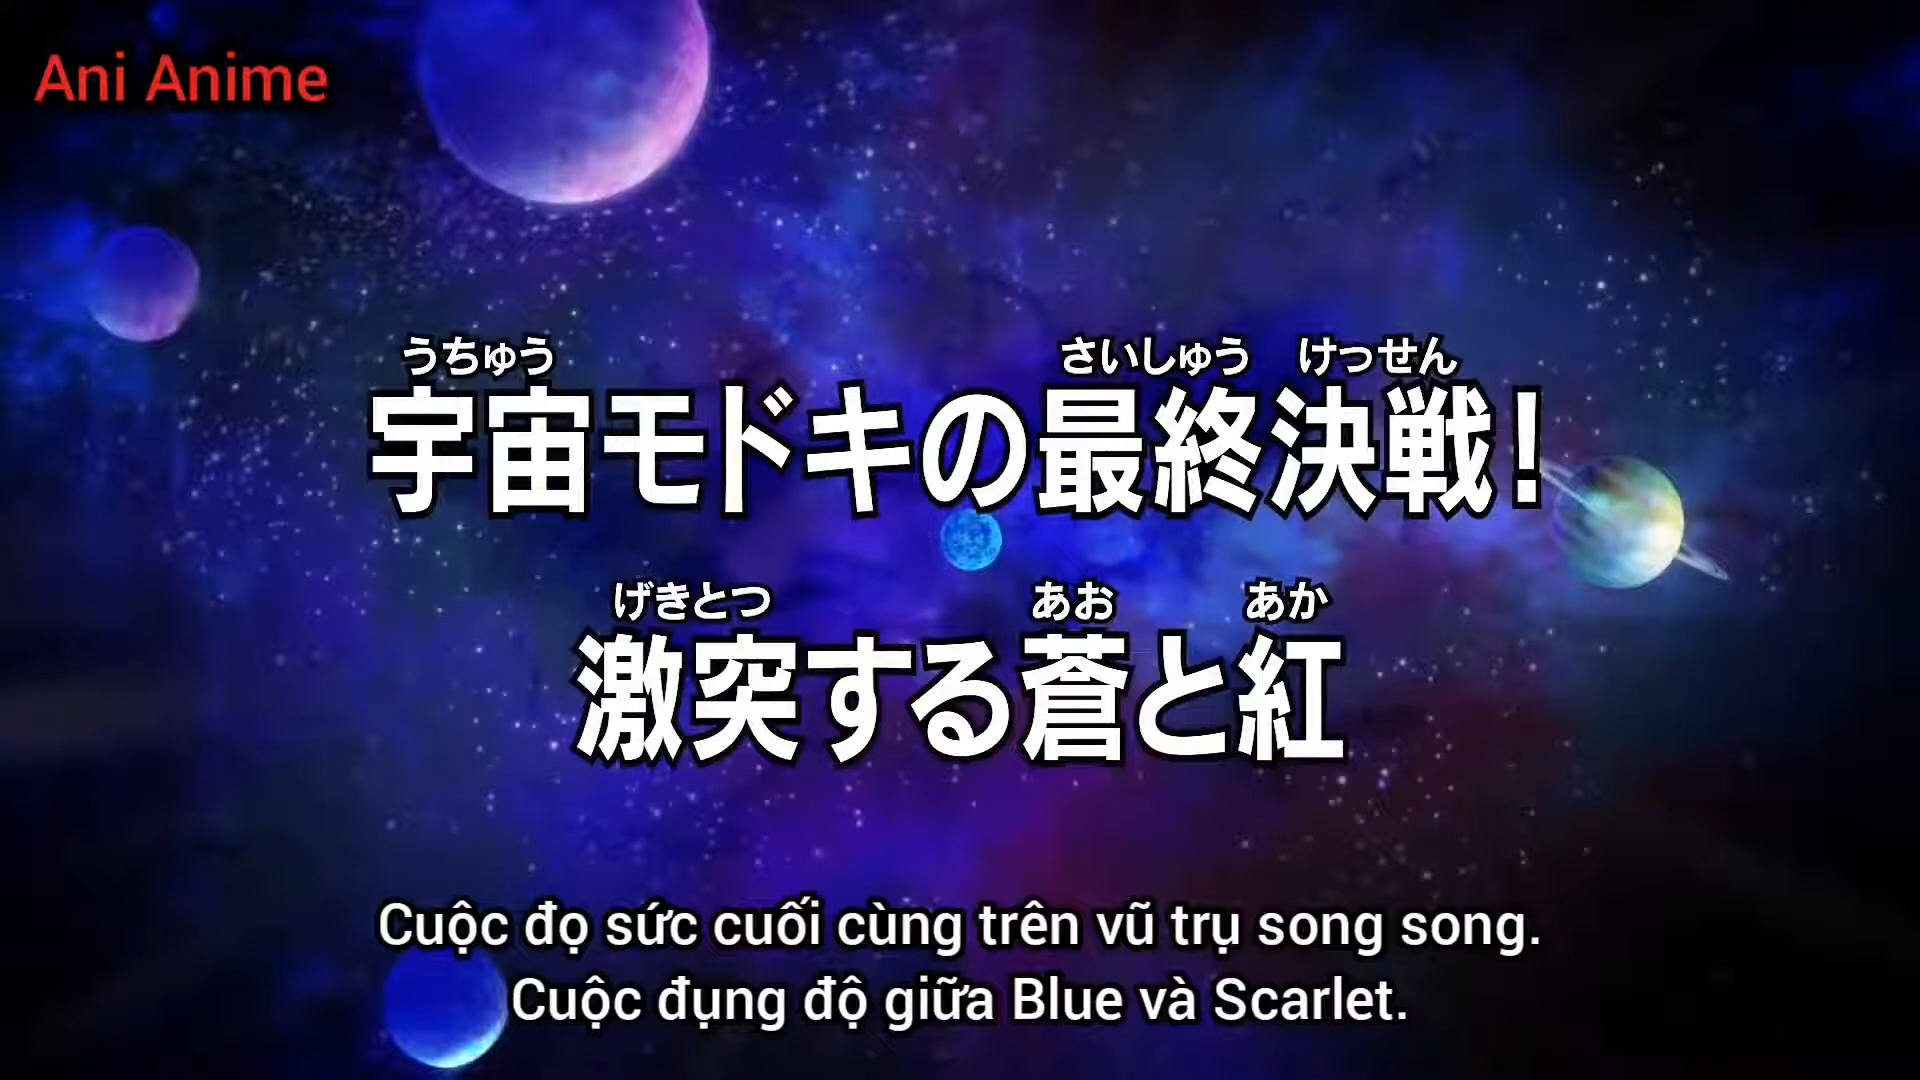 Ani Anime
うちゅう さいしゅう けっせん
宇宙モドキの最終決戦!
げきとつ あお あか
激突する蒼と紅
Cuộc đọ sức cuối cùng trên vũ trụ song song.
Cuộc đụng độ giữa Blue và Scarlet.